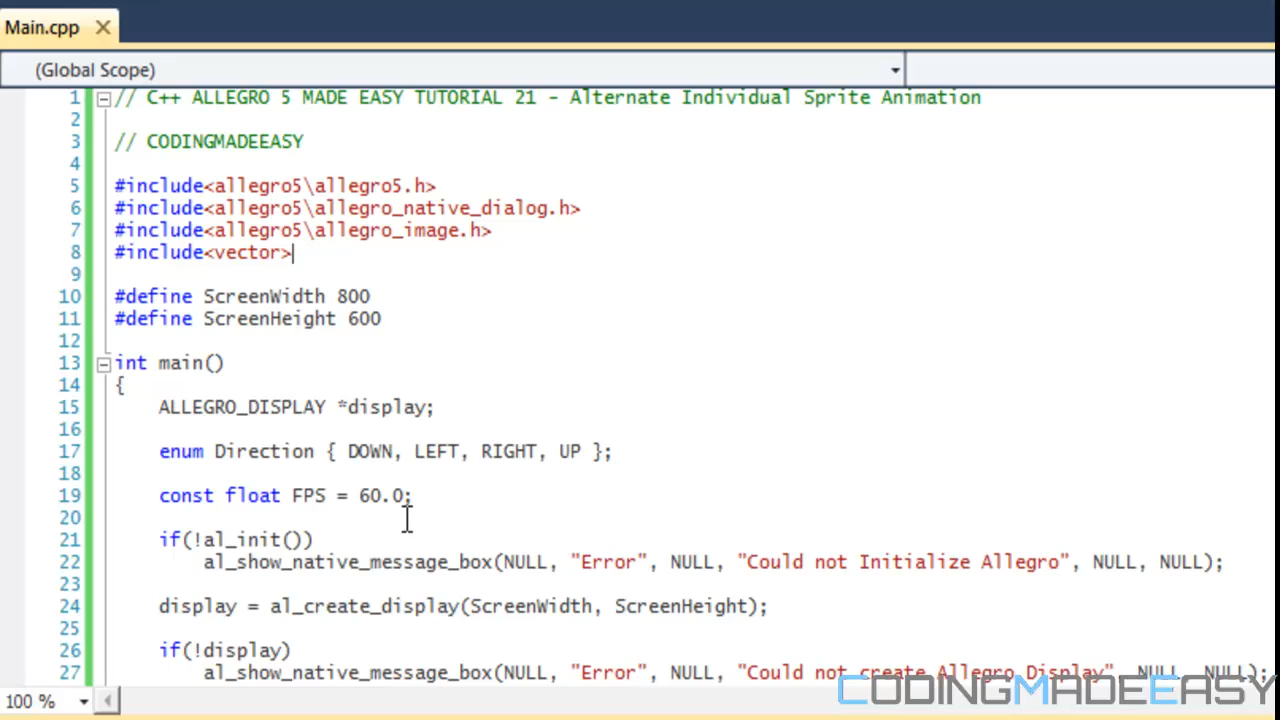 Main.cpp
(Global Scope)
1 // C++ ALLEGRO 5 MADE EASY TUTORIAL 21 - Alternate Individual Sprite Animation
2
3 // CODINGMADEEASY
4
5 #include<allegro5\allegro5.h>
6 #include<allegro5\allegro_native_dialog.h>
7 #include<allegro5\allegro_image.h>
8 #include<vector>
9
10 #define ScreenWidth 800
11 #define ScreenHeight 600
12
13 int main()
14 {
15 ALLEGRO_DISPLAY *display;
16
17 enum Direction { DOWN, LEFT, RIGHT, UP };
18
19 const float FPS = 60.0;
20
21 if(!al_init())
22 al_show_native_message_box(NULL, "Error", NULL, "Could not Initialize Allegro", NULL, NULL);
23
24 display = al_create_display(ScreenWidth, ScreenHeight);
25
26 if(!display)
27 al_show_native_message_box(NULL, "Error", NULL, "Could not create Allegro Display", NULL, NULL);
CODINGMADEEASY
100 %